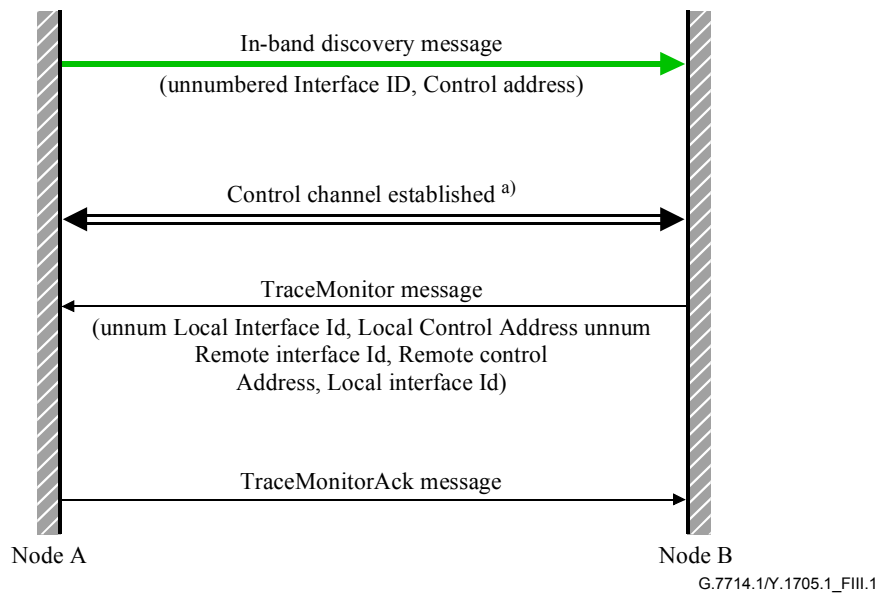 In-band discovery message
(unnumbered Interface ID, Control address)
Control channel established a)
TraceMonitor message
(unnum Local Interface Id, Local Control Address unnum
Remote interface Id, Remote control
Address, Local interface Id)
TraceMonitorAck message
Node A
Node B
G.7714.1/Y.1705.1_FIII.1